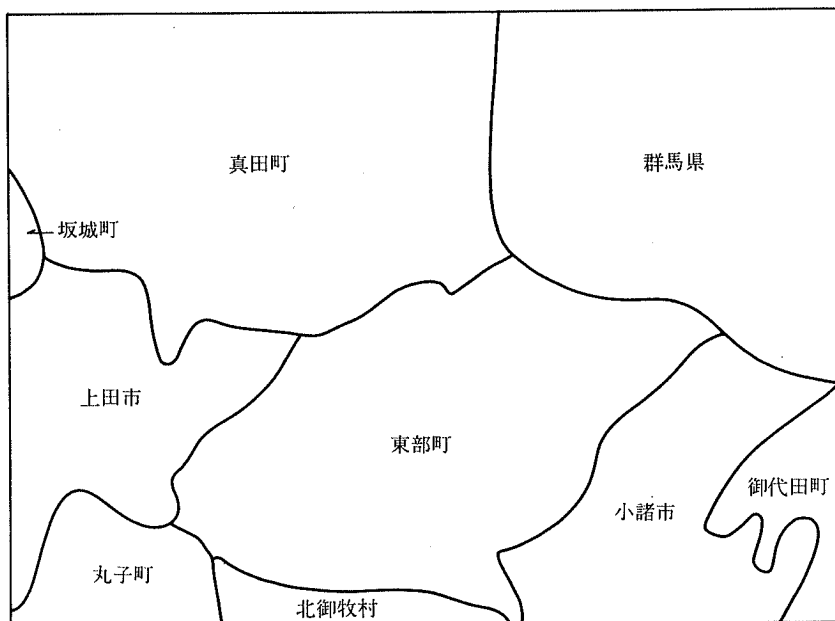 真田町
群馬県
坂城町
上田市
東部町
御代田町
小諸市
丸子町
北御牧村